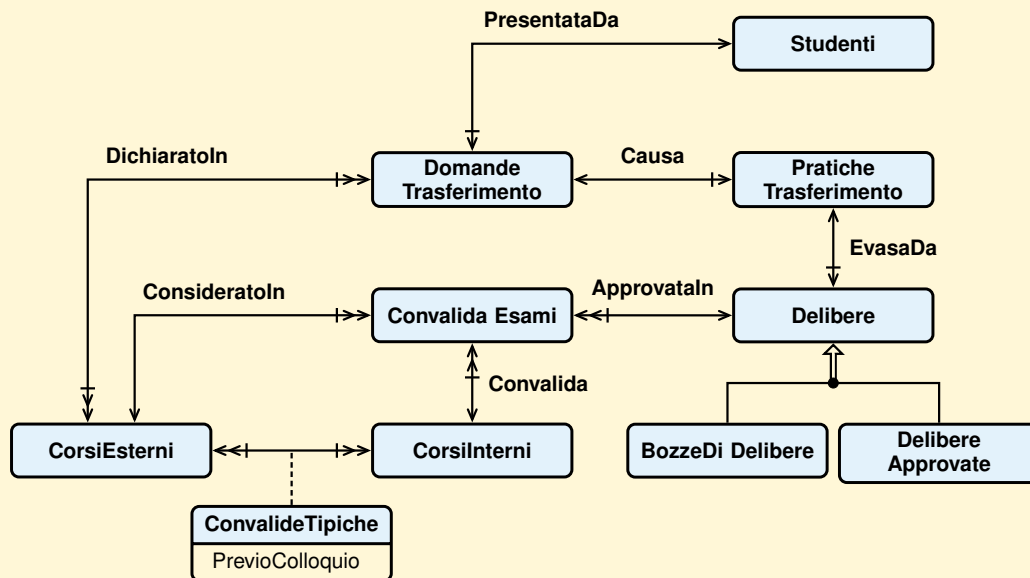 PresentataDa
Studenti
DichiaratoIn
Domande
Trasferimento
Causa
Pratiche
Trasferimento
EvasaDa
ConsideratoIn
Convalida Esami
ApprovataIn
Delibere
Convalida
CorsiEsterni
CorsiInterni
BozzeDi Delibere
Delibere
Approvate
ConvalideTipiche
PrevioColloquio